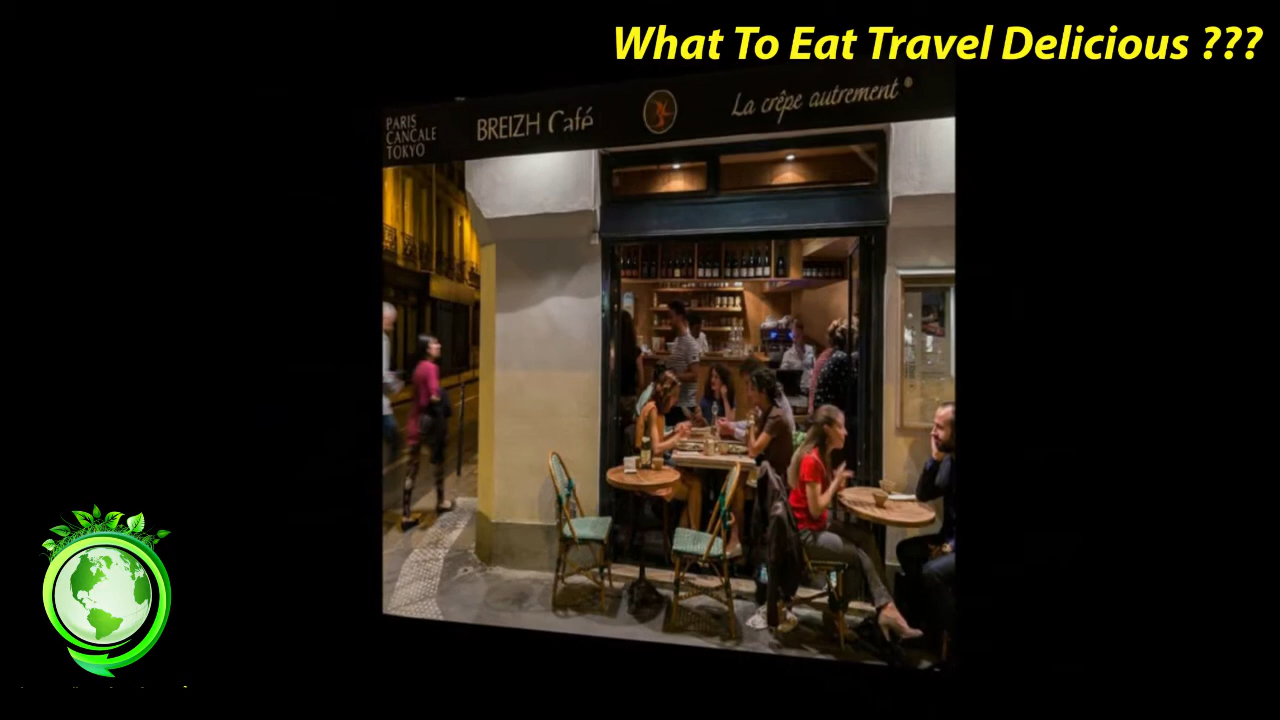 What To Eat Travel Delicious ???
PARIS
CANCALE
TOKYO
BREIZH Café
La crêpe autrement